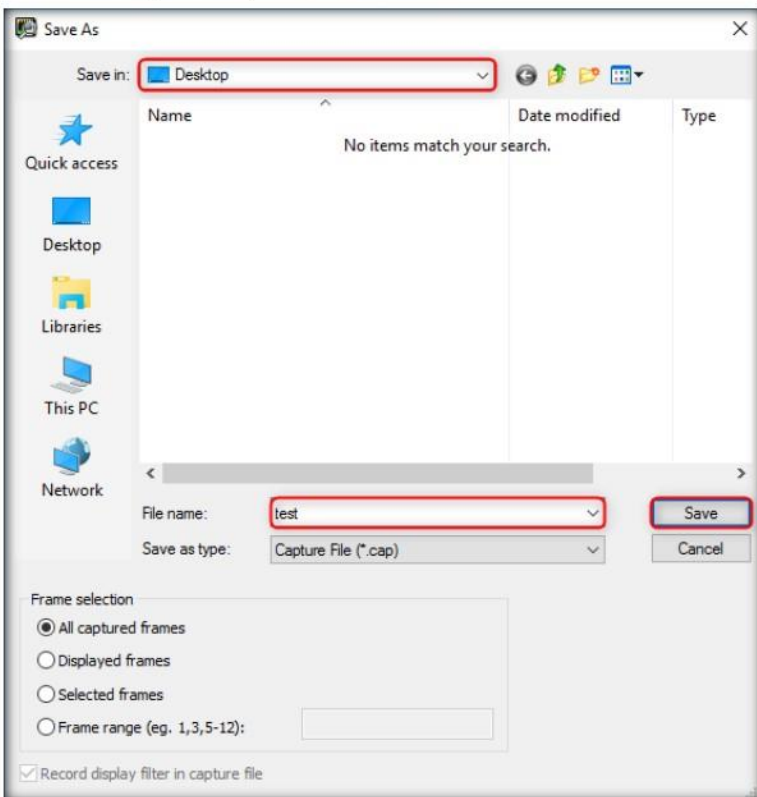 Save As
Save in: Desktop
Name Date modified Type
No items match your search.
Quick access
Desktop
Libraries
This PC
Network
File name: test Save
Save as type: Capture File (*.cap) Cancel
Frame selection
All captured frames
Displayed frames
Selected frames
Frame range (eg. 1,3,5-12):
Record display filter in capture file